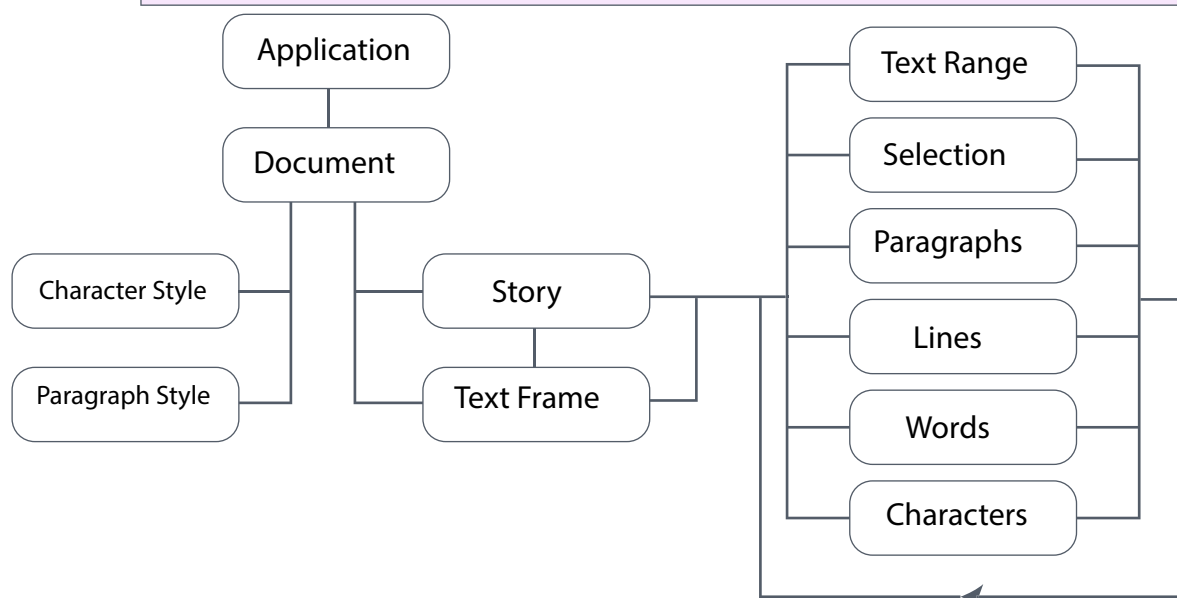 Application
Document
Character Style
Paragraph Style
Story
Text Frame
Text Range
Selection
Paragraphs
Lines
Words
Characters